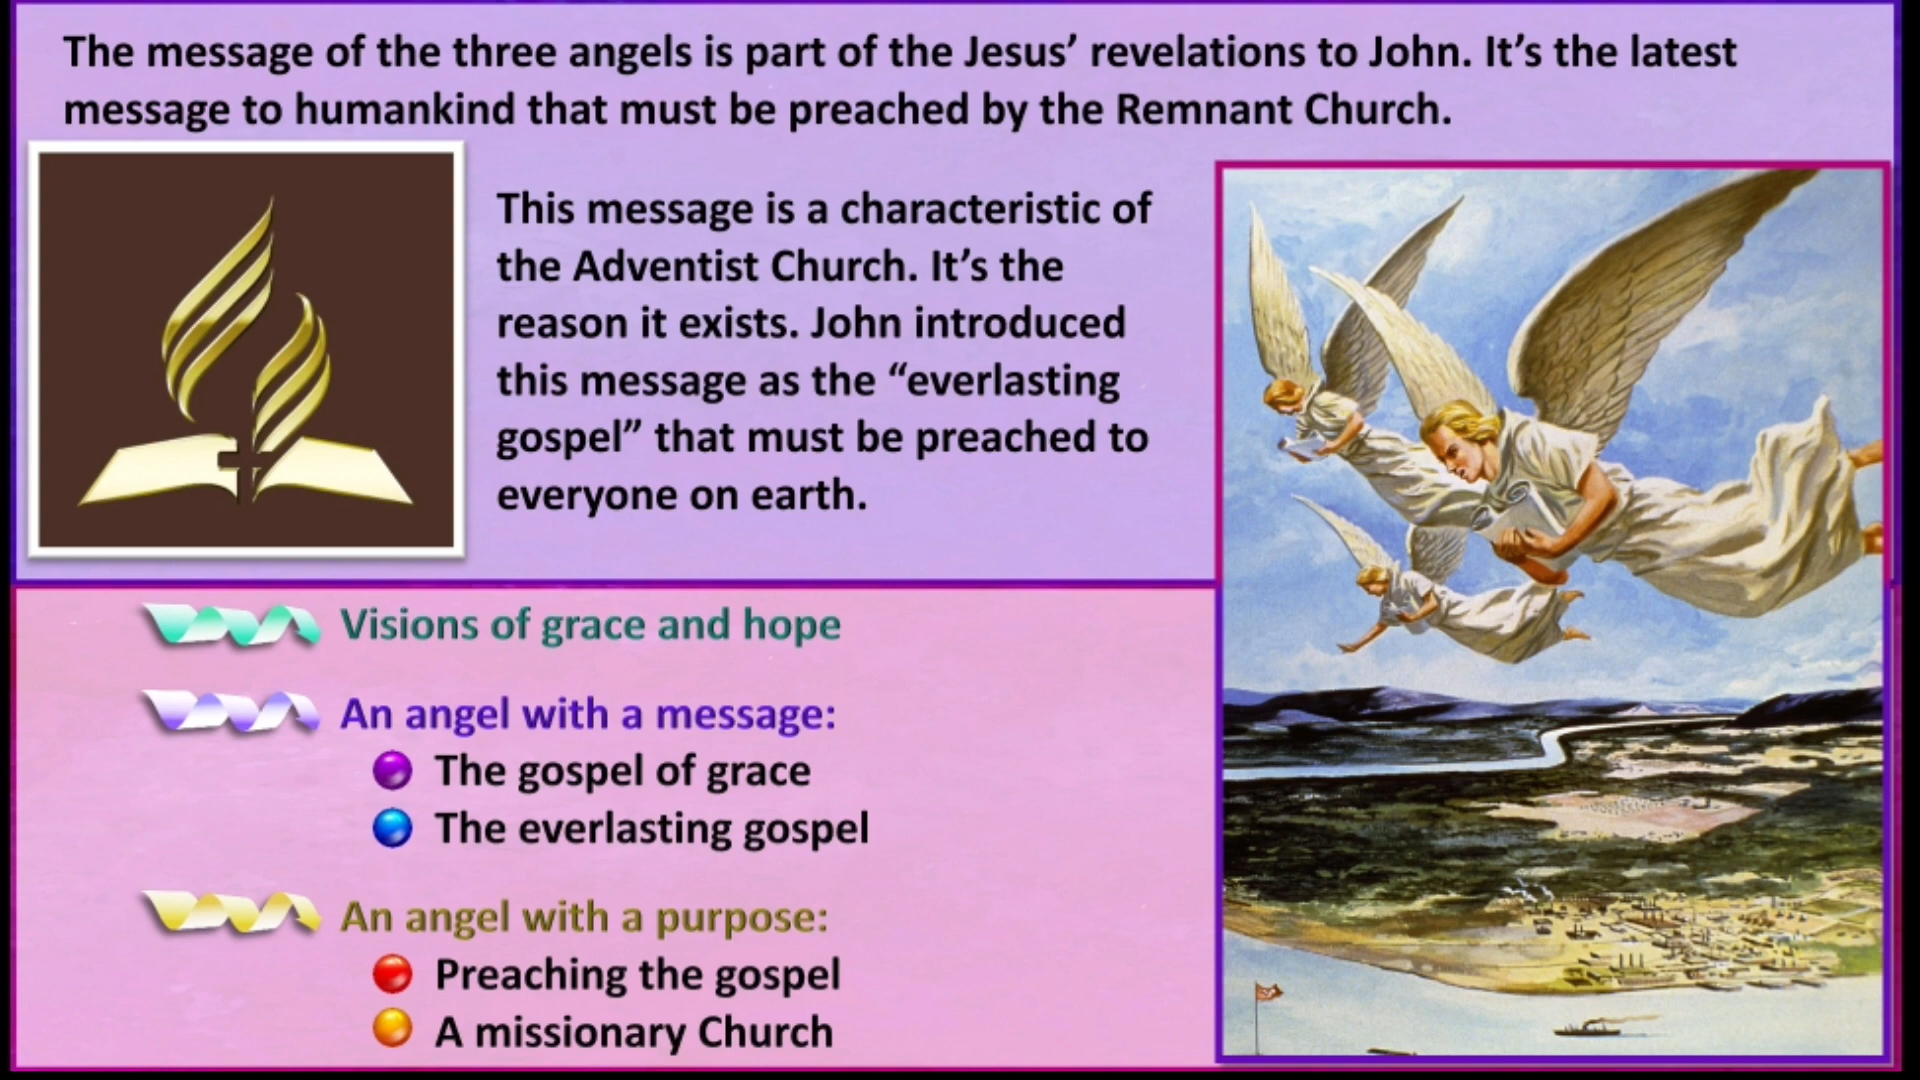 The message of the three angels is part of the Jesus’ revelations to John. It’s the latest
message to humankind that must be preached by the Remnant Church.
This message is a characteristic of
the Adventist Church. It’s the
reason it exists. John introduced
this message as the “everlasting
gospel” that must be preached to
everyone on earth.
Visions of grace and hope
An angel with a message:
The gospel of grace
The everlasting gospel
An angel with a purpose:
Preaching the gospel
A missionary Church